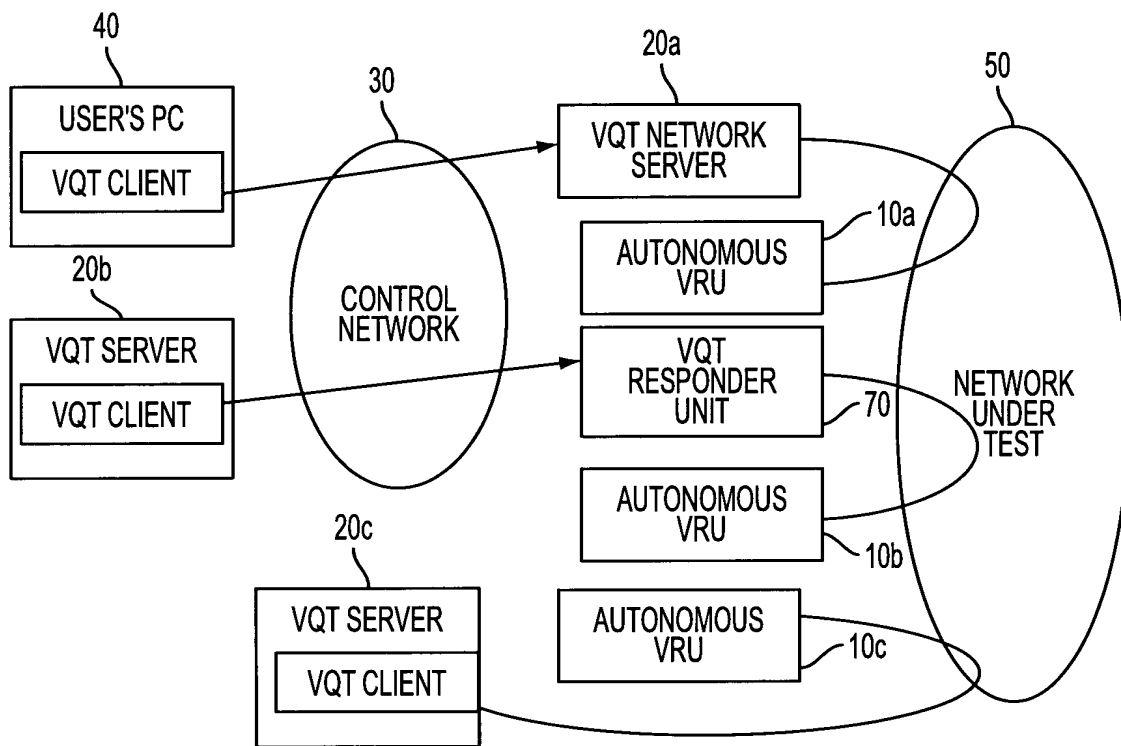 40
USER'S PC
VQT CLIENT
30
20a
VQT NETWORK
SERVER
50
10a
AUTONOMOUS
VRU
20b
VQT SERVER
VQT CLIENT
CONTROL
NETWORK
VQT
RESPONDER
UNIT
70
NETWORK
UNDER
TEST
AUTONOMOUS
VRU
10b
20c
VQT SERVER
VQT CLIENT
AUTONOMOUS
VRU
10c